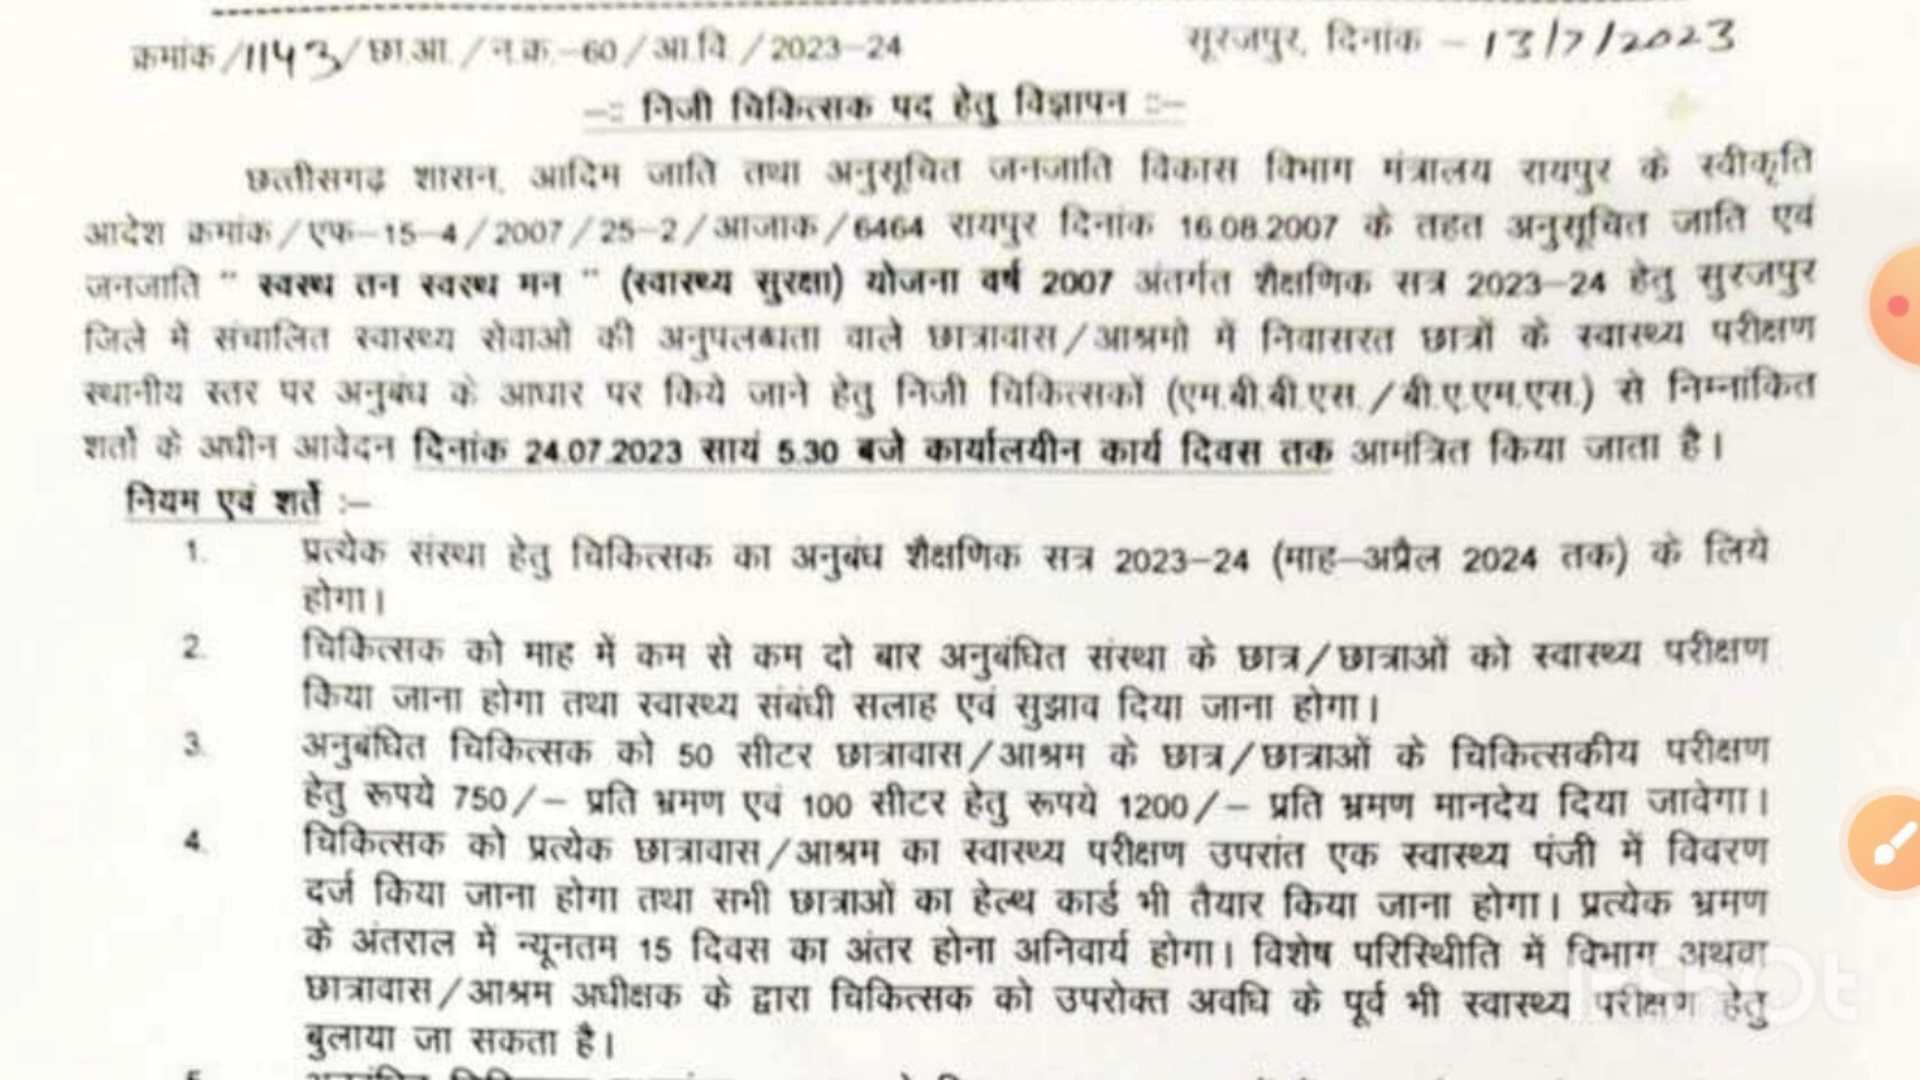 क्रमांक/1143/छा.आ./न.क्र.–60/आ.वि./2023–24 सूरजपुर, दिनांक – 13/7/2023
–:: निजी चिकित्सक पद हेतु विज्ञापन ::–
छत्तीसगढ़ शासन, आदिम जाति तथा अनुसूचित जनजाति विकास विभाग मंत्रालय रायपुर के स्वीकृति
आदेश क्रमांक/एफ–15–4/2007/25–2/आजाक/6464 रायपुर दिनांक 16.08.2007 के तहत अनुसूचित जाति एवं
जनजाति " स्वस्थ तन स्वस्थ मन " (स्वास्थ्य सुरक्षा) योजना वर्ष 2007 अंतर्गत शैक्षणिक सत्र 2023–24 हेतु सुरजपुर
जिले में संचालित स्वास्थ्य सेवाओं की अनुपलब्धता वाले छात्रावास/आश्रमो में निवासरत छात्रों के स्वास्थ्य परीक्षण
स्थानीय स्तर पर अनुबंध के आधार पर किये जाने हेतु निजी चिकित्सकों (एम.बी.बी.एस./बी.ए.एम.एस.) से निम्नांकित
शर्तो के अधीन आवेदन दिनांक 24.07.2023 सायं 5.30 बजे कार्यालयीन कार्य दिवस तक आमंत्रित किया जाता है।
नियम एवं शर्ते :–
1. प्रत्येक संस्था हेतु चिकित्सक का अनुबंध शैक्षणिक सत्र 2023–24 (माह–अप्रैल 2024 तक) के लिये
होगा।
2. चिकित्सक को माह में कम से कम दो बार अनुबंधित संस्था के छात्र/छात्राओं को स्वास्थ्य परीक्षण
किया जाना होगा तथा स्वास्थ्य संबंधी सलाह एवं सुझाव दिया जाना होगा।
3. अनुबंधित चिकित्सक को 50 सीटर छात्रावास/आश्रम के छात्र/छात्राओं के चिकित्सकीय परीक्षण
हेतु रूपये 750/– प्रति भ्रमण एवं 100 सीटर हेतु रूपये 1200/– प्रति भ्रमण मानदेय दिया जावेगा।
4. चिकित्सक को प्रत्येक छात्रावास/आश्रम का स्वास्थ्य परीक्षण उपरांत एक स्वास्थ्य पंजी में विवरण
दर्ज किया जाना होगा तथा सभी छात्राओं का हेल्थ कार्ड भी तैयार किया जाना होगा। प्रत्येक भ्रमण
के अंतराल में न्यूनतम 15 दिवस का अंतर होना अनिवार्य होगा। विशेष परिस्थिीति में विभाग अथवा
छात्रावास/आश्रम अधीक्षक के द्वारा चिकित्सक को उपरोक्त अवधि के पूर्व भी स्वास्थ्य परीक्षण हेतु
बुलाया जा सकता है।
5.